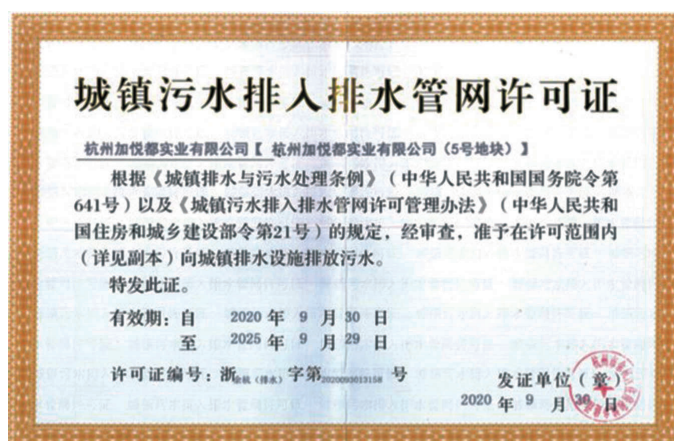 城镇污水排入排水管网许可证
杭州加悦都实业有限公司【 杭州加悦都实业有限公司（5号地块）】
根据《城镇排水与污水处理条例》（中华人民共和国国务院令第
641号）以及《城镇污水排入排水管网许可管理办法》（中华人民共和
国住房和城乡建设部令第21号）的规定，经审查，准予在许可范围内
（详见副本）向城镇排水设施排放污水。
特发此证。
有效期：自 2020 年 9 月 30 日
至 2025 年 9 月 29 日
许可证编号：浙余杭（排水）字第 号
发证单位（章）
2020 年 9 月 30 日